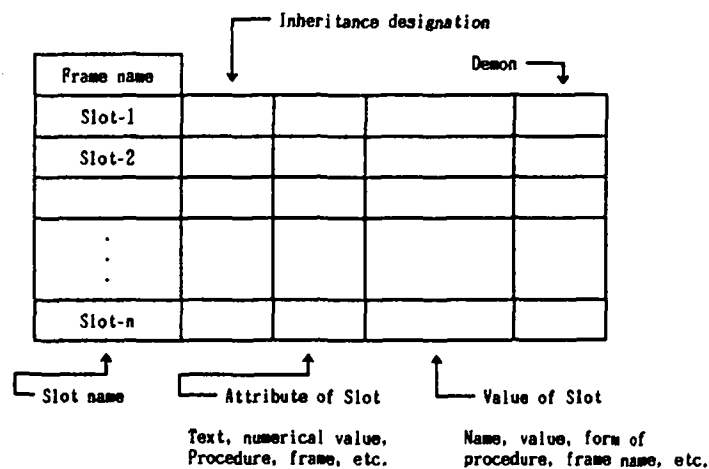 Inheritance designation
Demon
Frame name
Slot-1
Slot-2
Slot-n
Slot name
Attribute of Slot
Value of Slot
Text, numerical value,
Procedure, frame, etc.
Name, value, form of
procedure, frame name, etc.